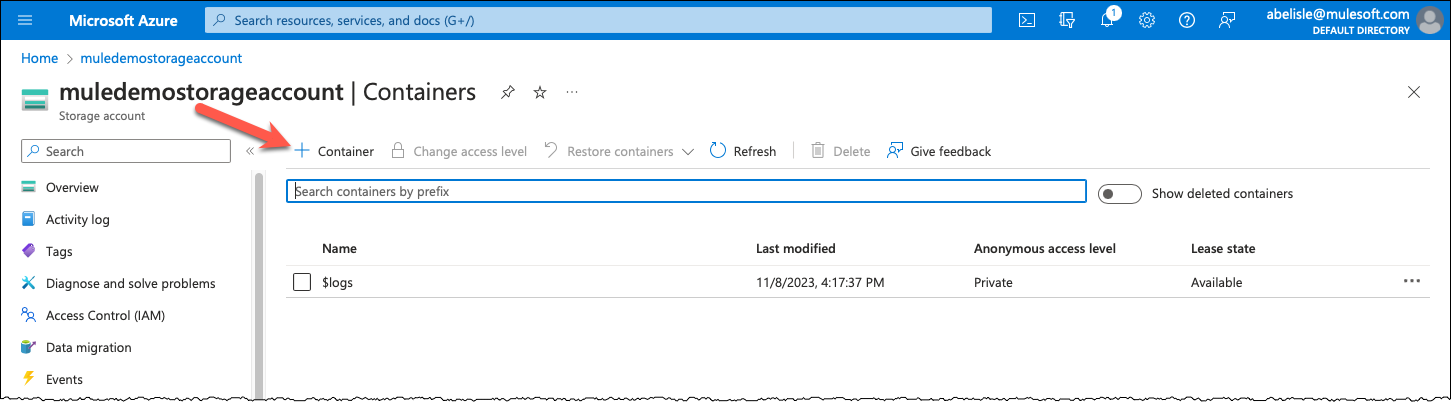 Microsoft Azure
Search resources, services, and docs (G+/)
1
abelisle@mulesoft.com
DEFAULT DIRECTORY
Home > muledemostorageaccount
muledemostorageaccount | Containers
Storage account
Search
Container
Change access level
Restore containers
Refresh
Delete
Give feedback
Overview
Activity log
Tags
Diagnose and solve problems
Access Control (IAM)
Data migration
Events
Search containers by prefix
Show deleted containers
Name Last modified Anonymous access level Lease state
$logs 11/8/2023, 4:17:37 PM Private Available